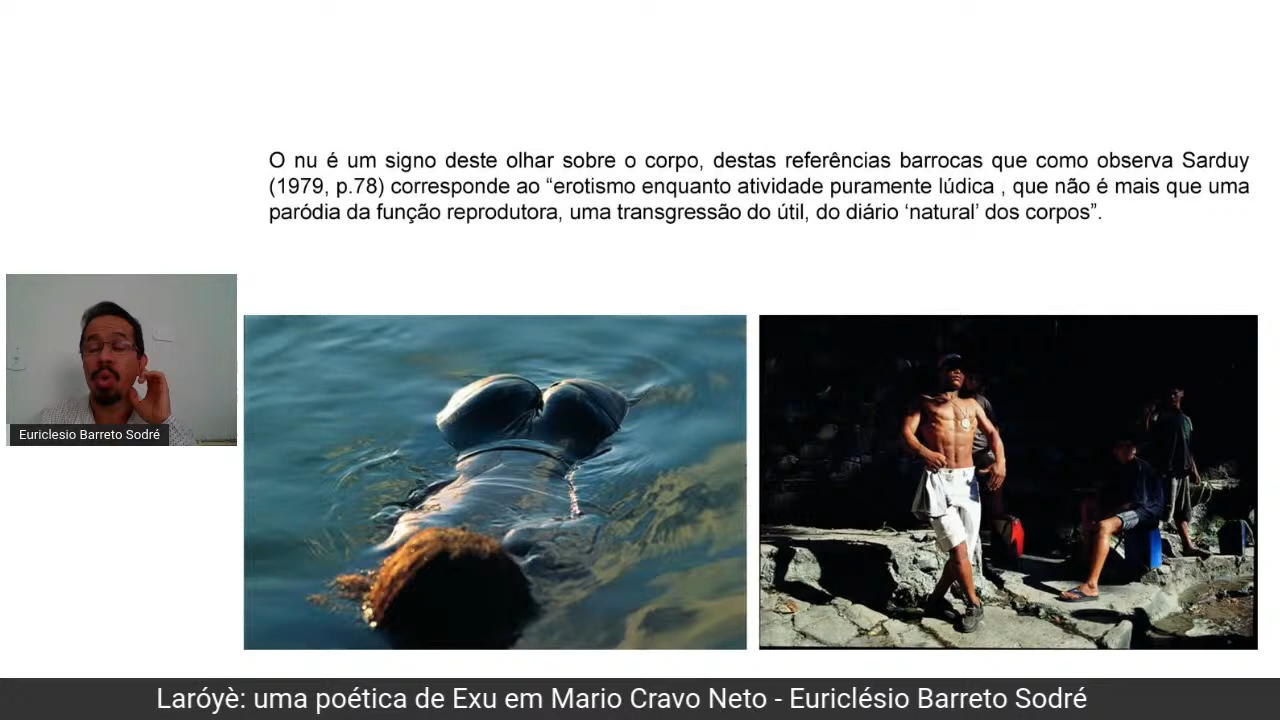 O nu é um signo deste olhar sobre o corpo, destas referências barrocas que como observa Sarduy
(1979, p.78) corresponde ao “erotismo enquanto atividade puramente lúdica , que não é mais que uma
paródia da função reprodutora, uma transgressão do útil, do diário ‘natural’ dos corpos”.
Euriclesio Barreto Sodré
Laróyè: uma poética de Exu em Mario Cravo Neto - Euriclésio Barreto Sodré